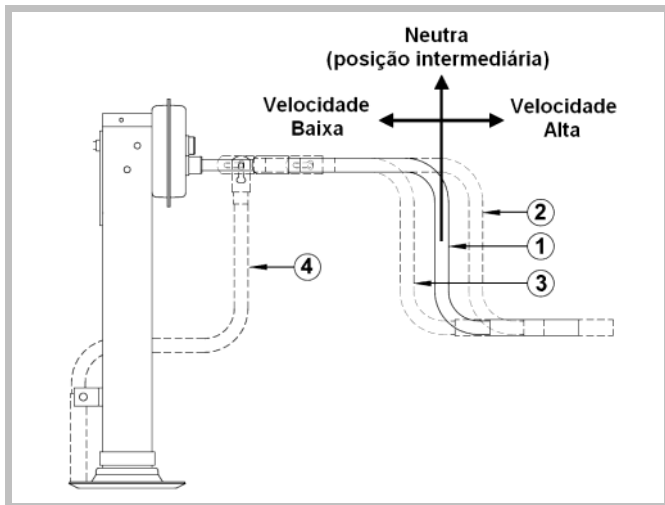 Neutra
(posição intermediária)
Velocidade
Baixa
Velocidade
Alta
2
1
3
4